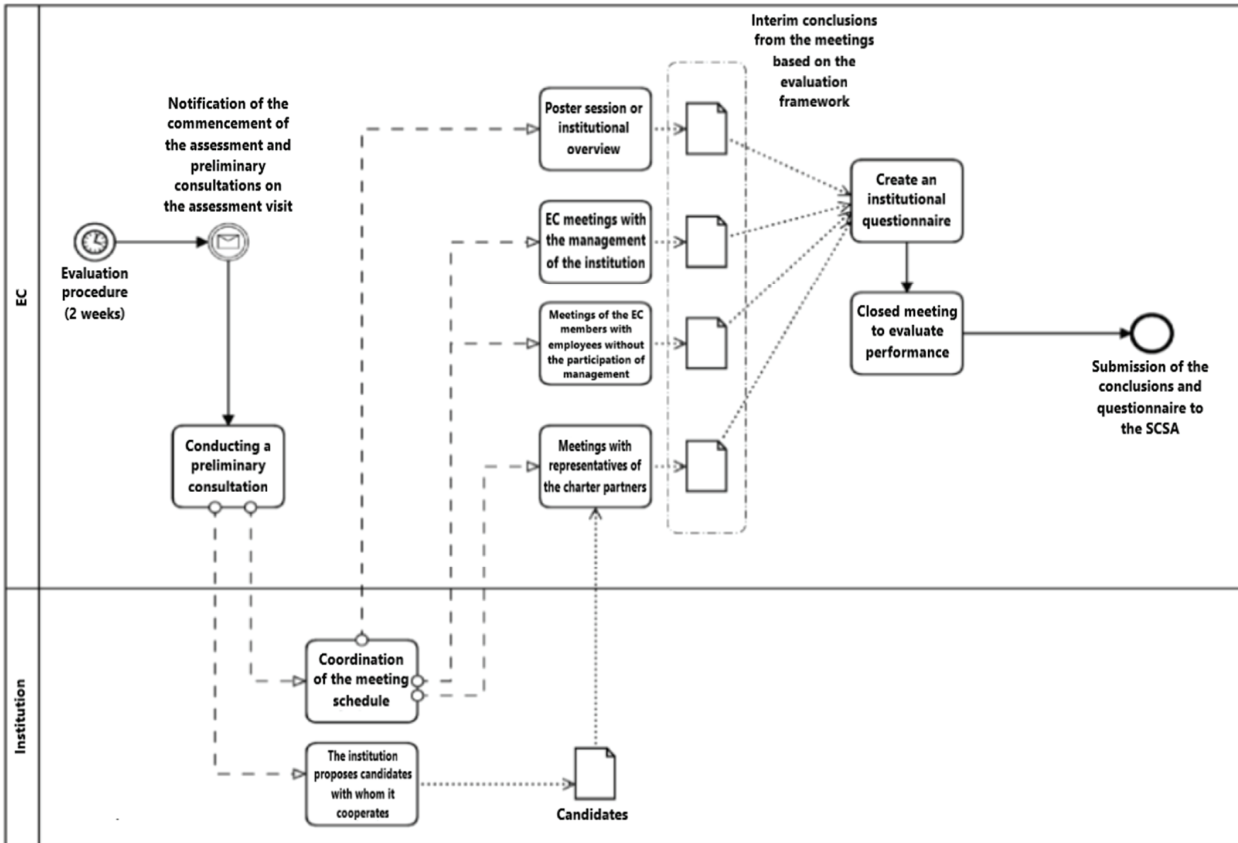 EC
Evaluation
procedure
(2 weeks)
Notification of the
commencement of
the assessment and
preliminary
consultations on
the assessment visit
Conducting a
preliminary
consultation
Poster session or
institutional
overview
EC meetings with
the management
of the institution
Meetings of the EC
members with
employees without
the participation of
management
Meetings with
representatives of
the charter partners
Interim conclusions
from the meetings
based on the
evaluation
framework
Create an
institutional
questionnaire
Closed meeting
to evaluate
performance
Submission of the
conclusions and
questionnaire to
the SCSA
Institution
Coordination
of the meeting
schedule
The institution
proposes candidates
with whom it
cooperates
Candidates